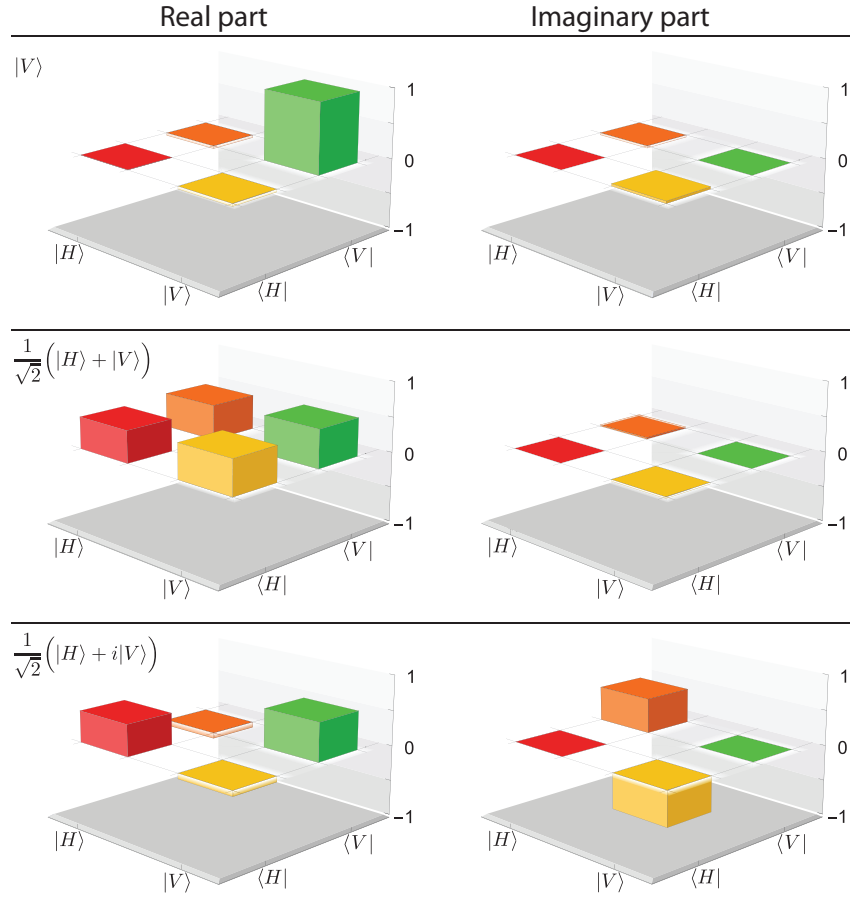 Real part Imaginary part
|V⟩
1 1
0 0
−1 −1
|H⟩ ⟨V| |H⟩ ⟨V|
|V⟩ ⟨H| |V⟩ ⟨H|
1/√2 (|H⟩ + |V⟩)
1 1
0 0
−1 −1
|H⟩ ⟨V| |H⟩ ⟨V|
|V⟩ ⟨H| |V⟩ ⟨H|
1/√2 (|H⟩ + i|V⟩)
1 1
0 0
−1 −1
|H⟩ ⟨V| |H⟩ ⟨V|
|V⟩ ⟨H| |V⟩ ⟨H|